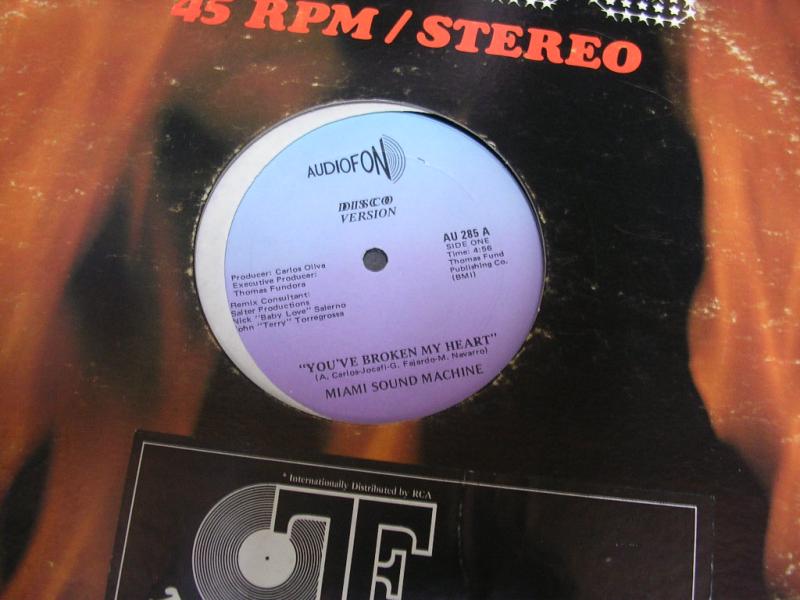 45 RPM / STEREO
AUDIOFON
DISCO
VERSION
AU 285 A
SIDE ONE
Time: 4:56
Thomas Fund
Publishing Co.
(BMI)
Producer: Carlos Oliva
Executive Producer:
Thomas Fundora
Remix Consultant:
Salter Productions
Nick "Baby Love" Salerno
John "Terry" Torregrossa
"YOU'VE BROKEN MY HEART"
(A. Carlos-Jocafi-G. Fajardo-M. Navarro)
MIAMI SOUND MACHINE
* Internationally Distributed by RCA